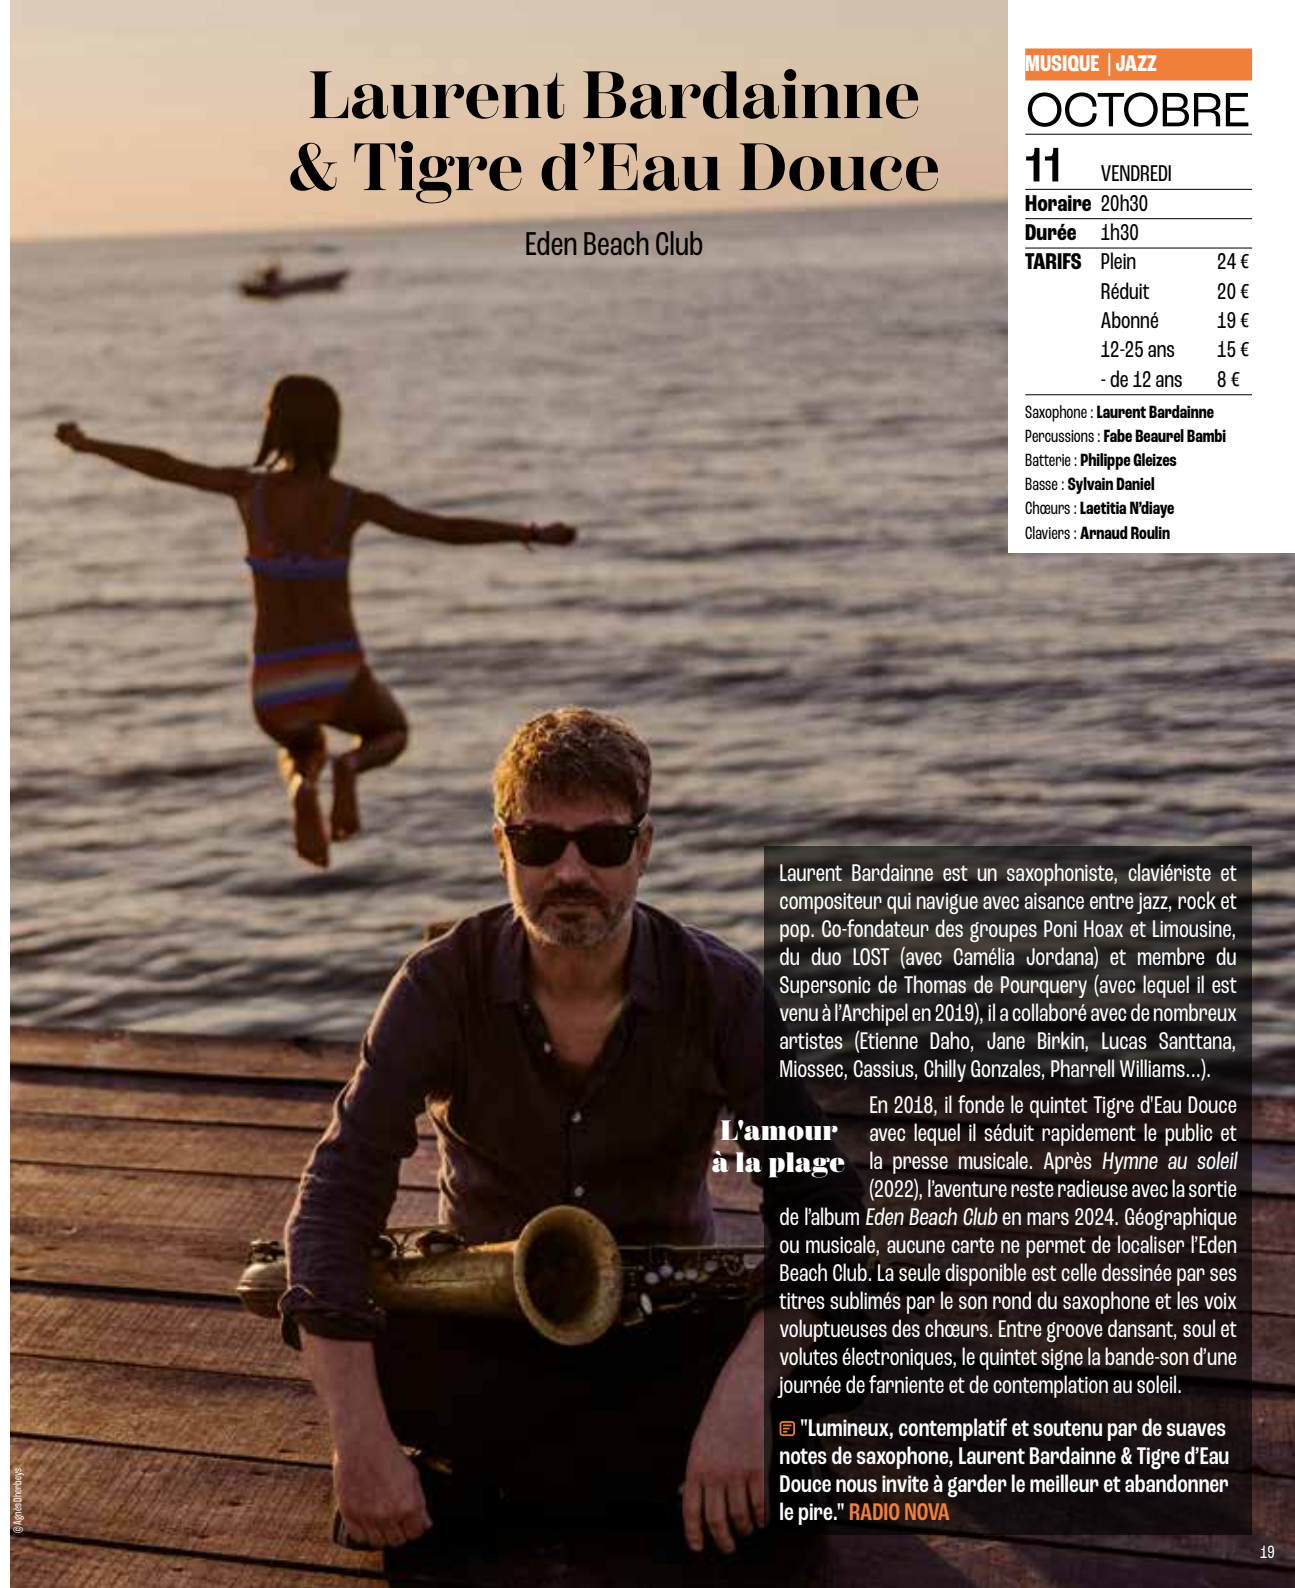 Laurent Bardainne
& Tigre d’Eau Douce
Eden Beach Club
MUSIQUE | JAZZ
OCTOBRE
11 VENDREDI
Horaire 20h30
Durée 1h30
TARIFS Plein 24 €
Réduit 20 €
Abonné 19 €
12-25 ans 15 €
- de 12 ans 8 €
Saxophone : Laurent Bardainne
Percussions : Fabe Beaurel Bambi
Batterie : Philippe Gleizes
Basse : Sylvain Daniel
Chœurs : Laetitia N’diaye
Claviers : Arnaud Roulin
Laurent Bardainne est un saxophoniste, claviériste et
compositeur qui navigue avec aisance entre jazz, rock et
pop. Co-fondateur des groupes Poni Hoax et Limousine,
du duo LOST (avec Camélia Jordana) et membre du
Supersonic de Thomas de Pourquery (avec lequel il est
venu à l’Archipel en 2019), il a collaboré avec de nombreux
artistes (Etienne Daho, Jane Birkin, Lucas Santtana,
Miossec, Cassius, Chilly Gonzales, Pharrell Williams...).
L'amour
à la plage
En 2018, il fonde le quintet Tigre d'Eau Douce
avec lequel il séduit rapidement le public et
la presse musicale. Après Hymne au soleil
(2022), l’aventure reste radieuse avec la sortie
de l’album Eden Beach Club en mars 2024. Géographique
ou musicale, aucune carte ne permet de localiser l’Eden
Beach Club. La seule disponible est celle dessinée par ses
titres sublimés par le son rond du saxophone et les voix
voluptueuses des chœurs. Entre groove dansant, soul et
volutes électroniques, le quintet signe la bande-son d’une
journée de farniente et de contemplation au soleil.
"Lumineux, contemplatif et soutenu par de suaves
notes de saxophone, Laurent Bardainne & Tigre d’Eau
Douce nous invite à garder le meilleur et abandonner
le pire." RADIO NOVA
© Agnès Dherbeys
19